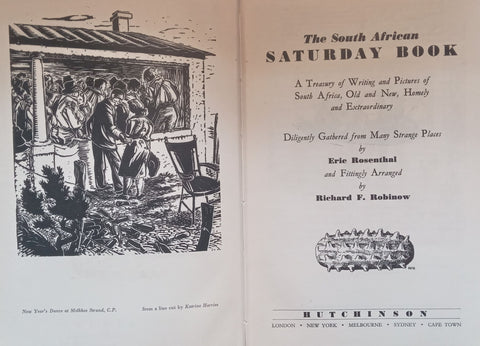 New Year's Dance at Melkbos Strand, C.P. from a lino cut by Katrine Harries
The South African
SATURDAY BOOK
A Treasury of Writing and Pictures of
South Africa, Old and New, Homely
and Extraordinary
Diligently Gathered from Many Strange Places
by
Eric Rosenthal
and Fittingly Arranged
by
Richard F. Robinow
HUTCHINSON
LONDON • NEW YORK • MELBOURNE • SYDNEY • CAPE TOWN